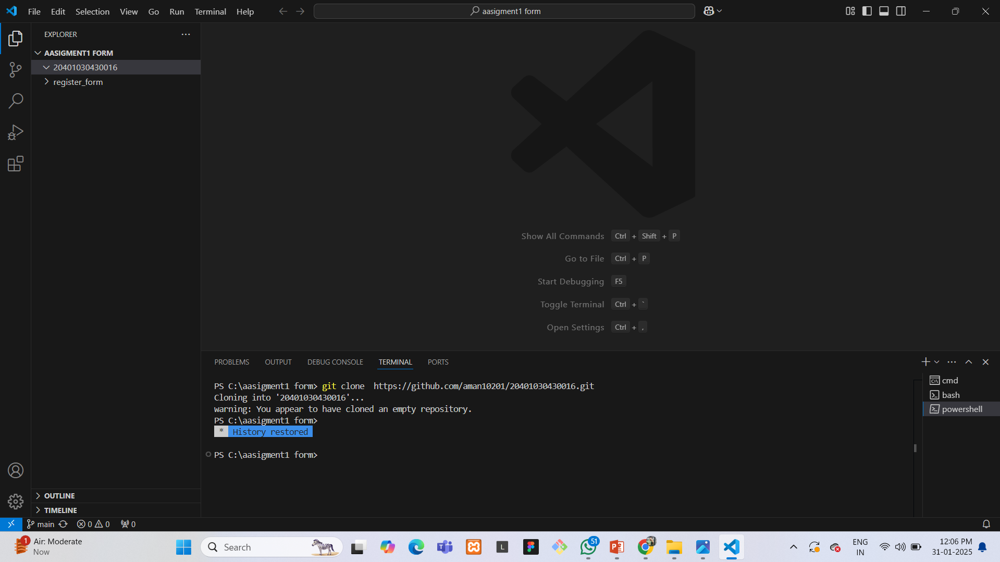 File Edit Selection View Go Run Terminal Help
aasigment1 form
EXPLORER
AASIGMENT1 FORM
20401030430016
register_form
Show All Commands Ctrl + Shift + P
Go to File Ctrl + P
Start Debugging F5
Toggle Terminal Ctrl + `
Open Settings Ctrl + ,
PROBLEMS OUTPUT DEBUG CONSOLE TERMINAL PORTS
PS C:\aasigment1 form> git clone  https://github.com/aman10201/20401030430016.git
Cloning into '20401030430016'...
warning: You appear to have cloned an empty repository.
PS C:\aasigment1 form>
* History restored
PS C:\aasigment1 form>
cmd
bash
powershell
OUTLINE
TIMELINE
main 0 0 0
1
Air: Moderate
Now
Search
L
51
ENG
IN
12:06 PM
31-01-2025